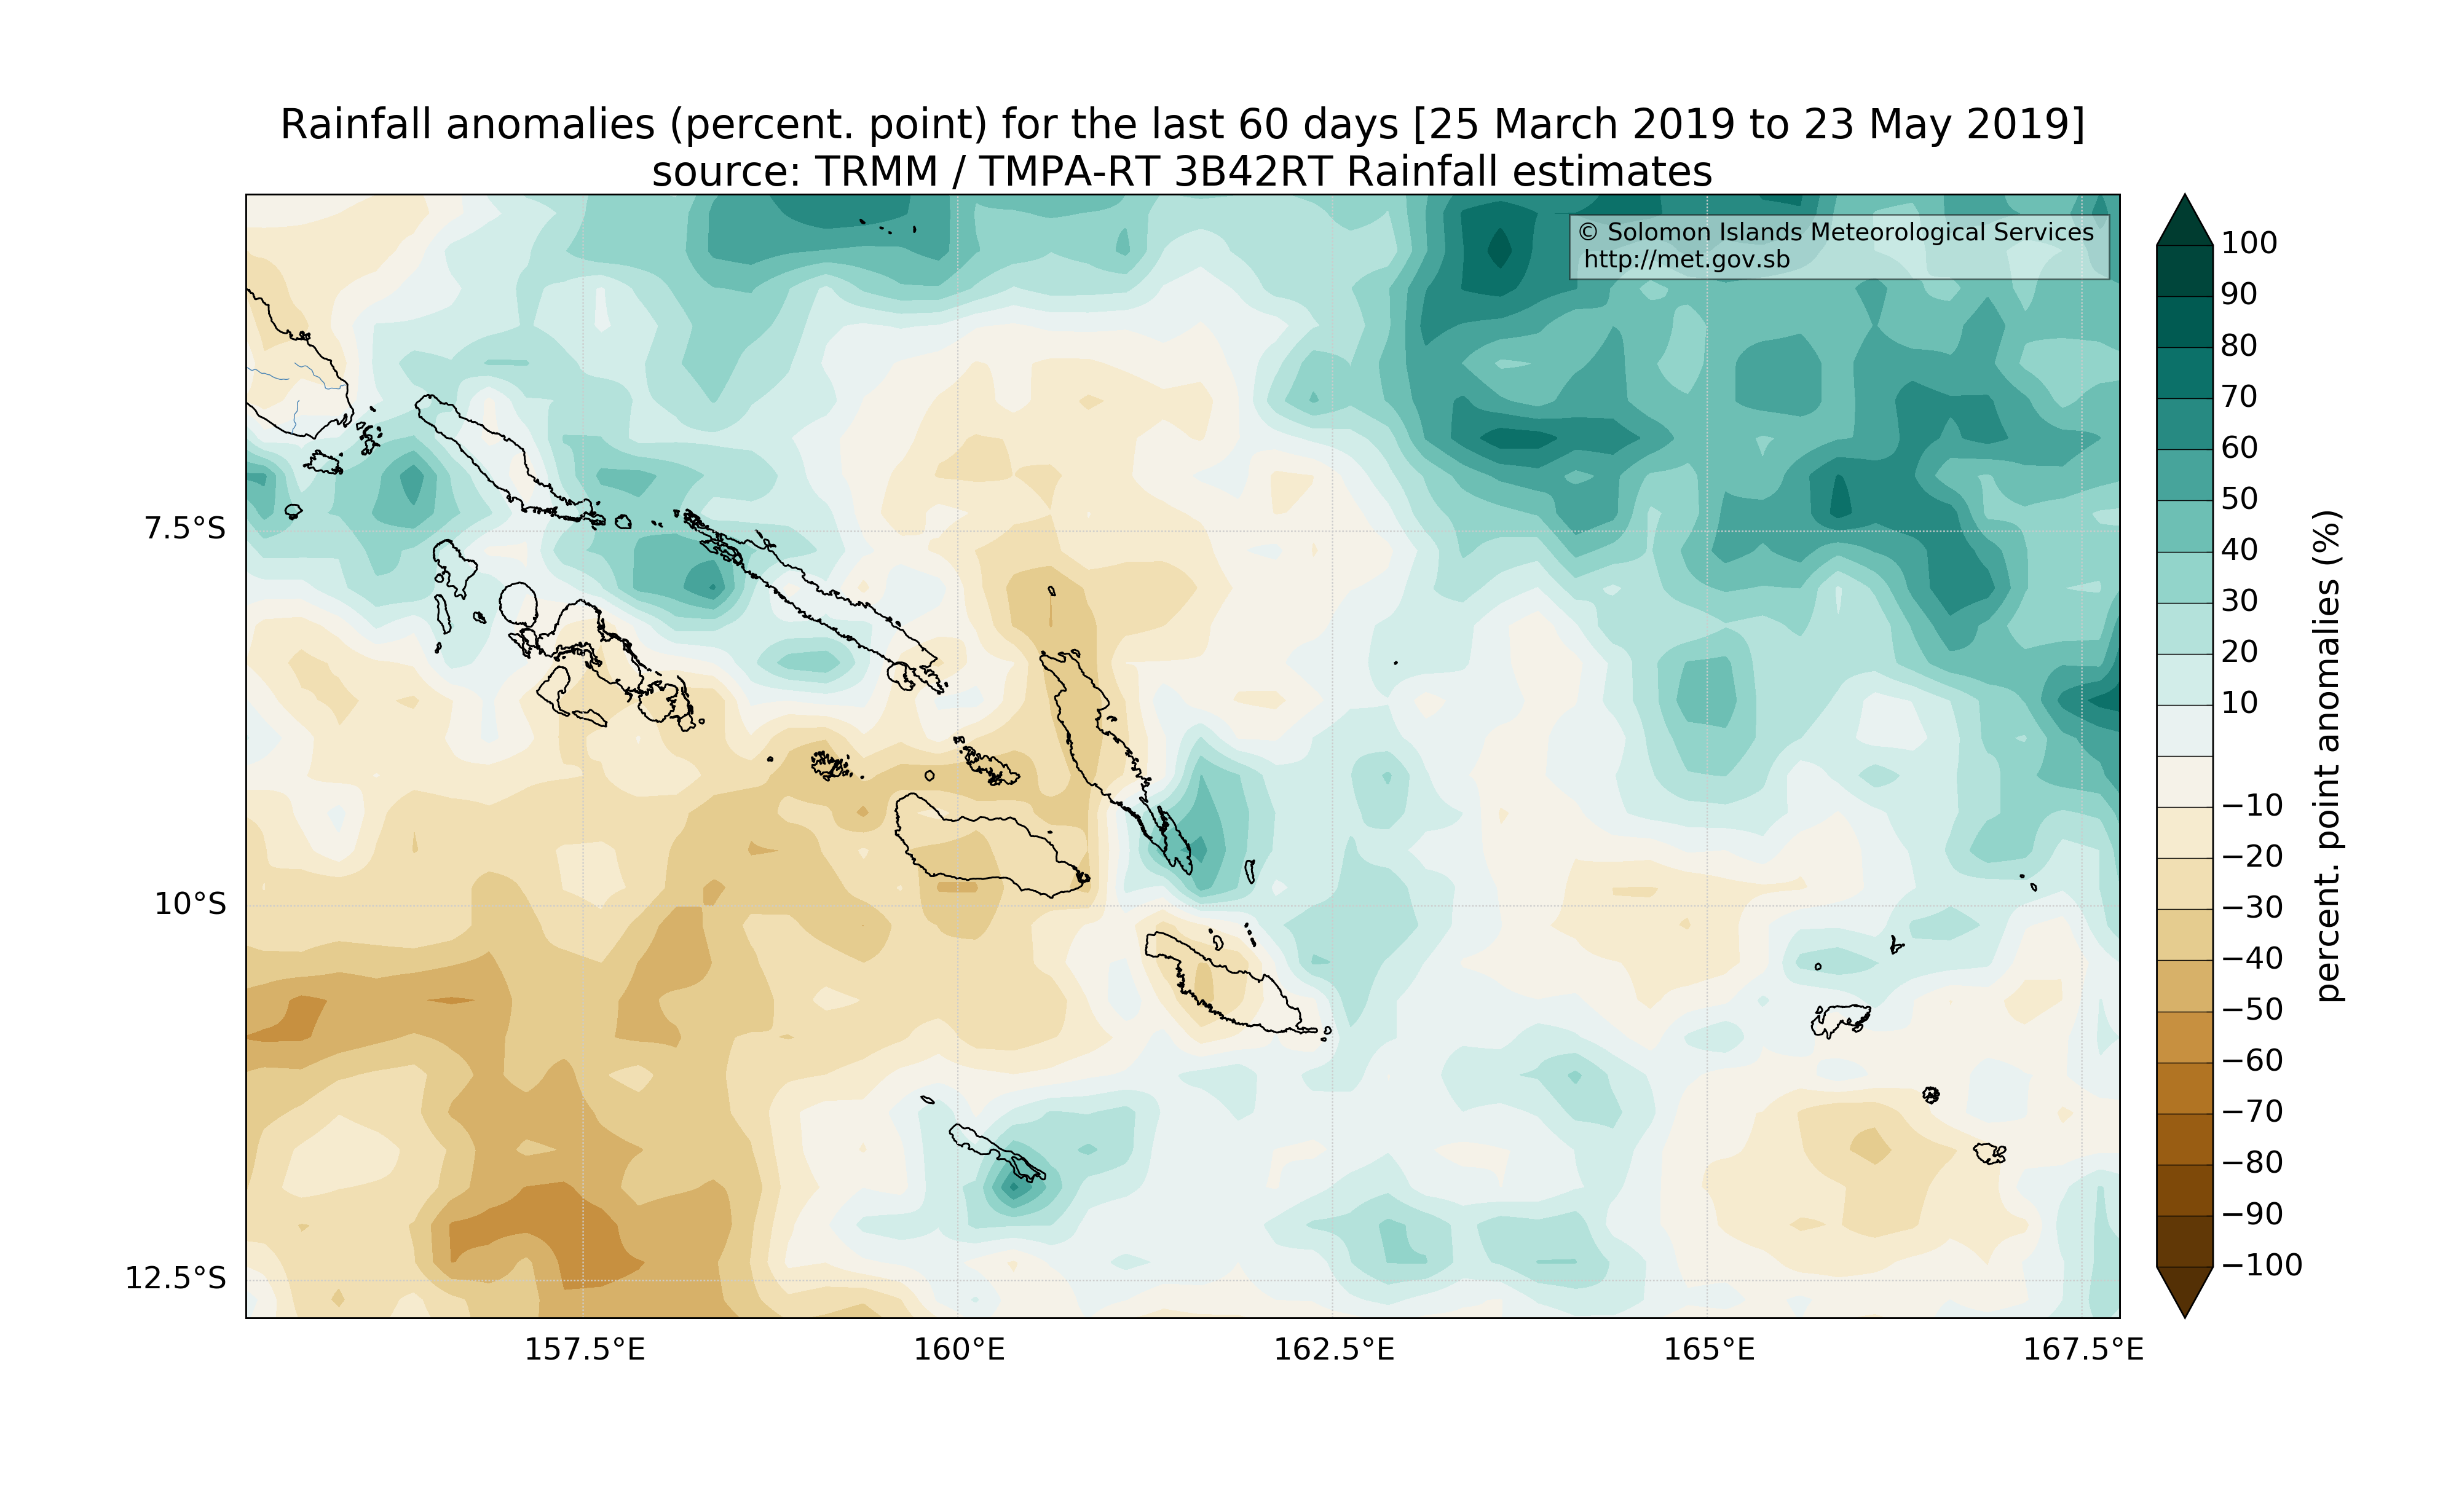 Rainfall anomalies (percent. point) for the last 60 days [25 March 2019 to 23 May 2019]
source: TRMM / TMPA-RT 3B42RT Rainfall estimates
© Solomon Islands Meteorological Services
http://met.gov.sb
7.5°S
10°S
12.5°S
157.5°E
160°E
162.5°E
165°E
167.5°E
100
90
80
70
60
50
40
30
20
10
−10
−20
−30
−40
−50
−60
−70
−80
−90
−100
percent. point anomalies (%)